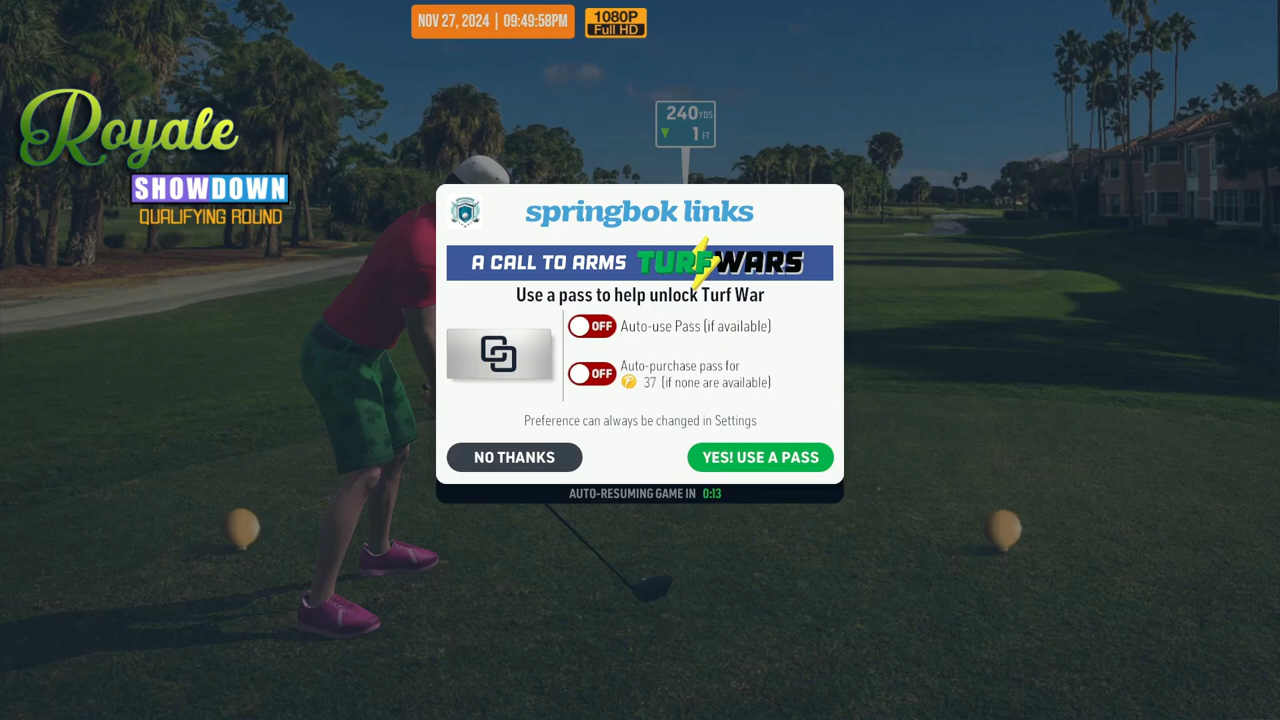 NOV 27, 2024 | 09:49:58PM
1080P
Full HD
Royale
SHOWDOWN
QUALIFYING ROUND
240YDS
1 FT
springbok links
A CALL TO ARMS TURF WARS
Use a pass to help unlock Turf War
OFF Auto-use Pass (if available)
OFF Auto-purchase pass for
37 (if none are available)
Preference can always be changed in Settings
NO THANKS
YES! USE A PASS
AUTO-RESUMING GAME IN 0:13